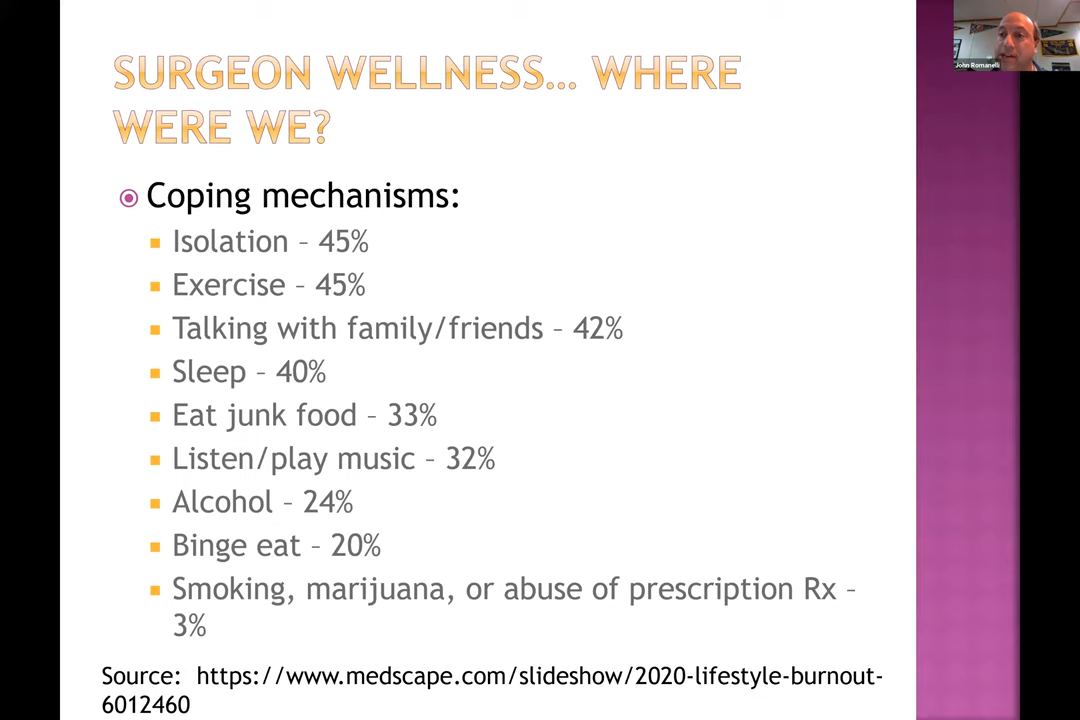 SURGEON WELLNESS... WHERE
WERE WE?
Coping mechanisms:
Isolation – 45%
Exercise – 45%
Talking with family/friends – 42%
Sleep – 40%
Eat junk food – 33%
Listen/play music – 32%
Alcohol – 24%
Binge eat – 20%
Smoking, marijuana, or abuse of prescription Rx –
3%
Source: https://www.medscape.com/slideshow/2020-lifestyle-burnout-
6012460
John Romanelli